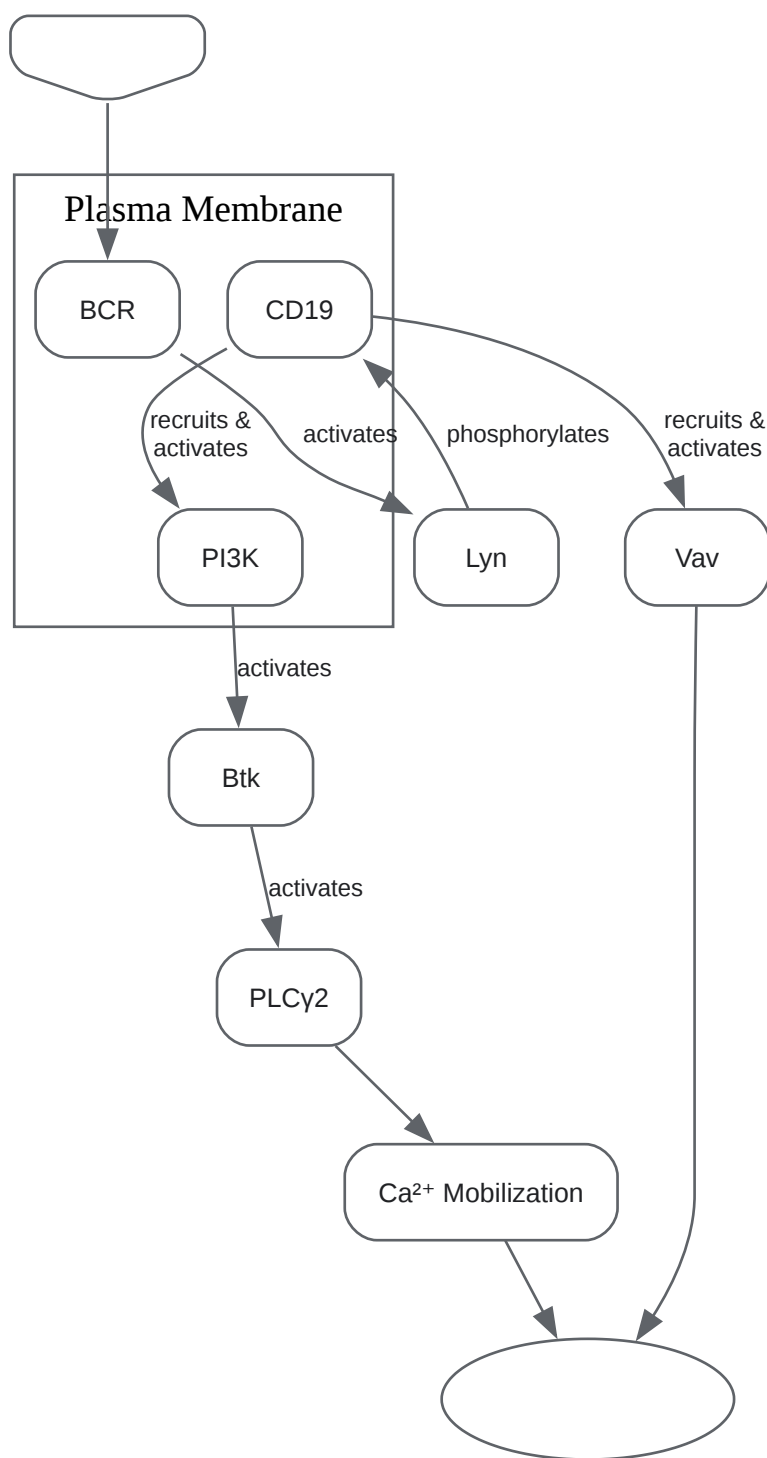 Plasma Membrane
BCR
CD19
recruits &
activates
activates
phosphorylates
recruits &
activates
PI3K
Lyn
Vav
activates
Btk
activates
PLCγ2
Ca²⁺ Mobilization